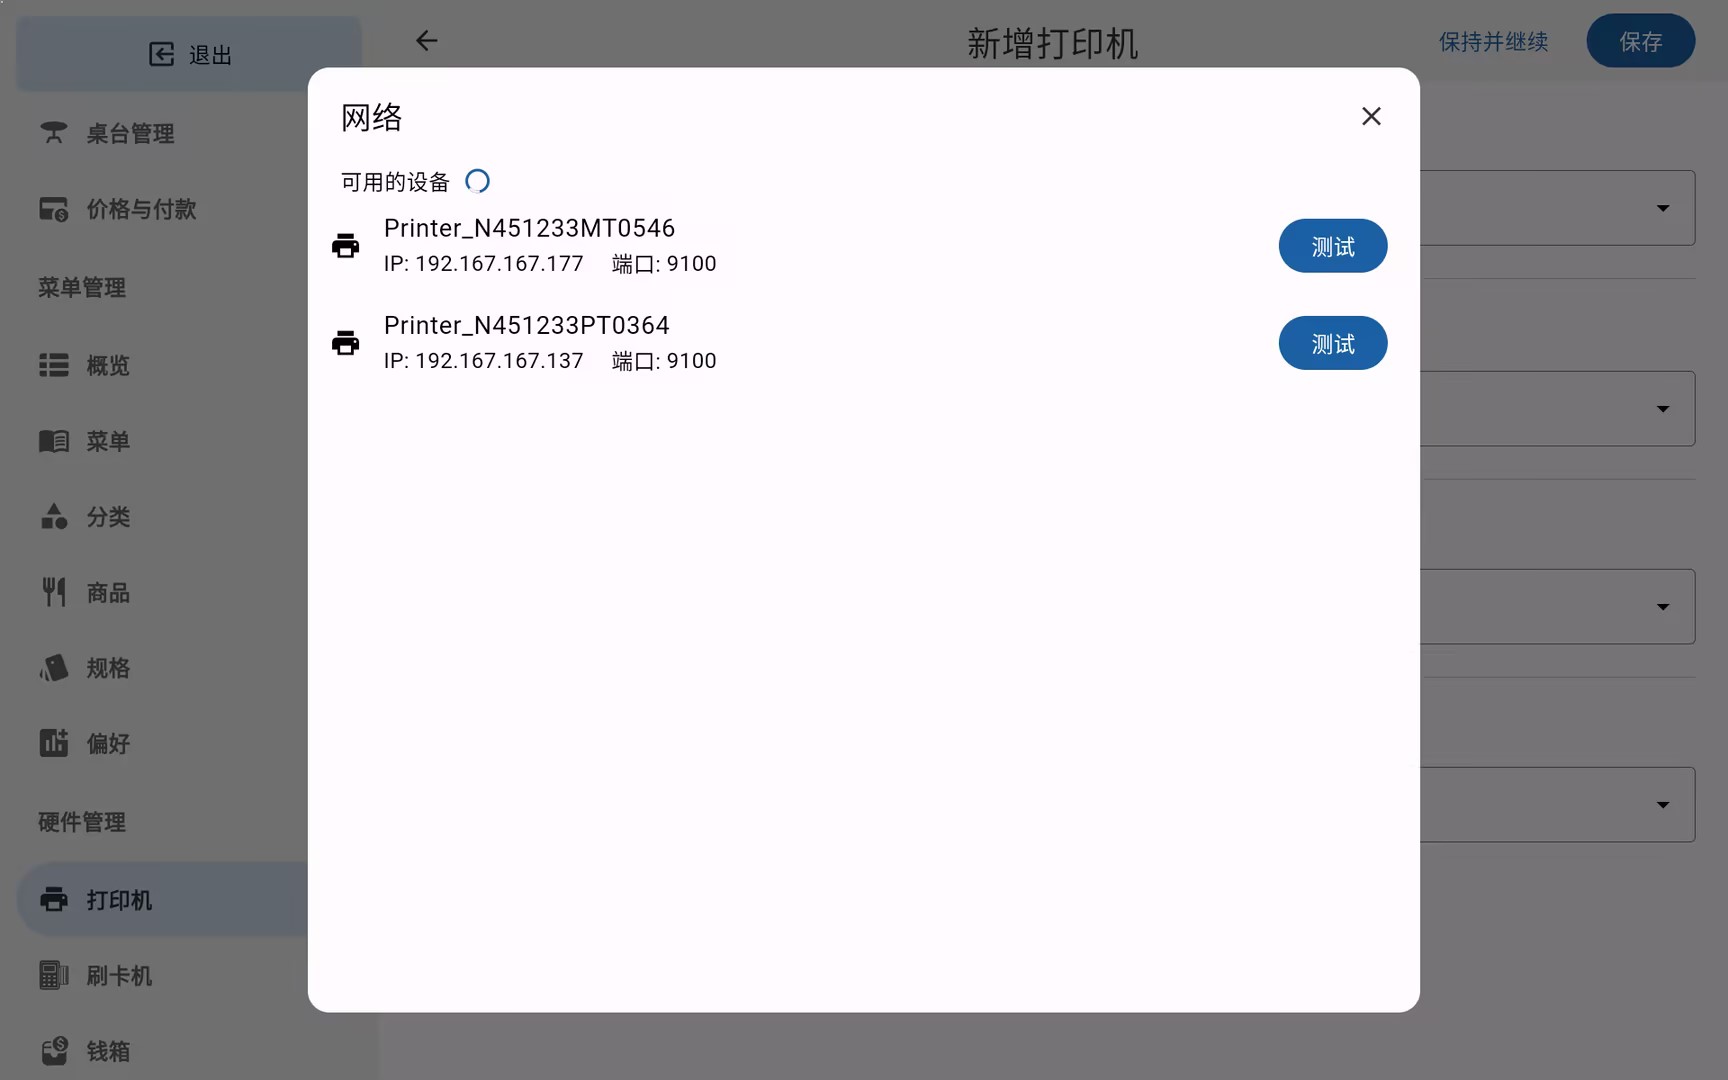 退出
新增打印机
保持并继续
保存
桌台管理
价格与付款
菜单管理
概览
菜单
分类
商品
规格
偏好
硬件管理
打印机
刷卡机
钱箱
网络
可用的设备
Printer_N451233MT0546
IP: 192.167.167.177 端口: 9100
测试
Printer_N451233PT0364
IP: 192.167.167.137 端口: 9100
测试